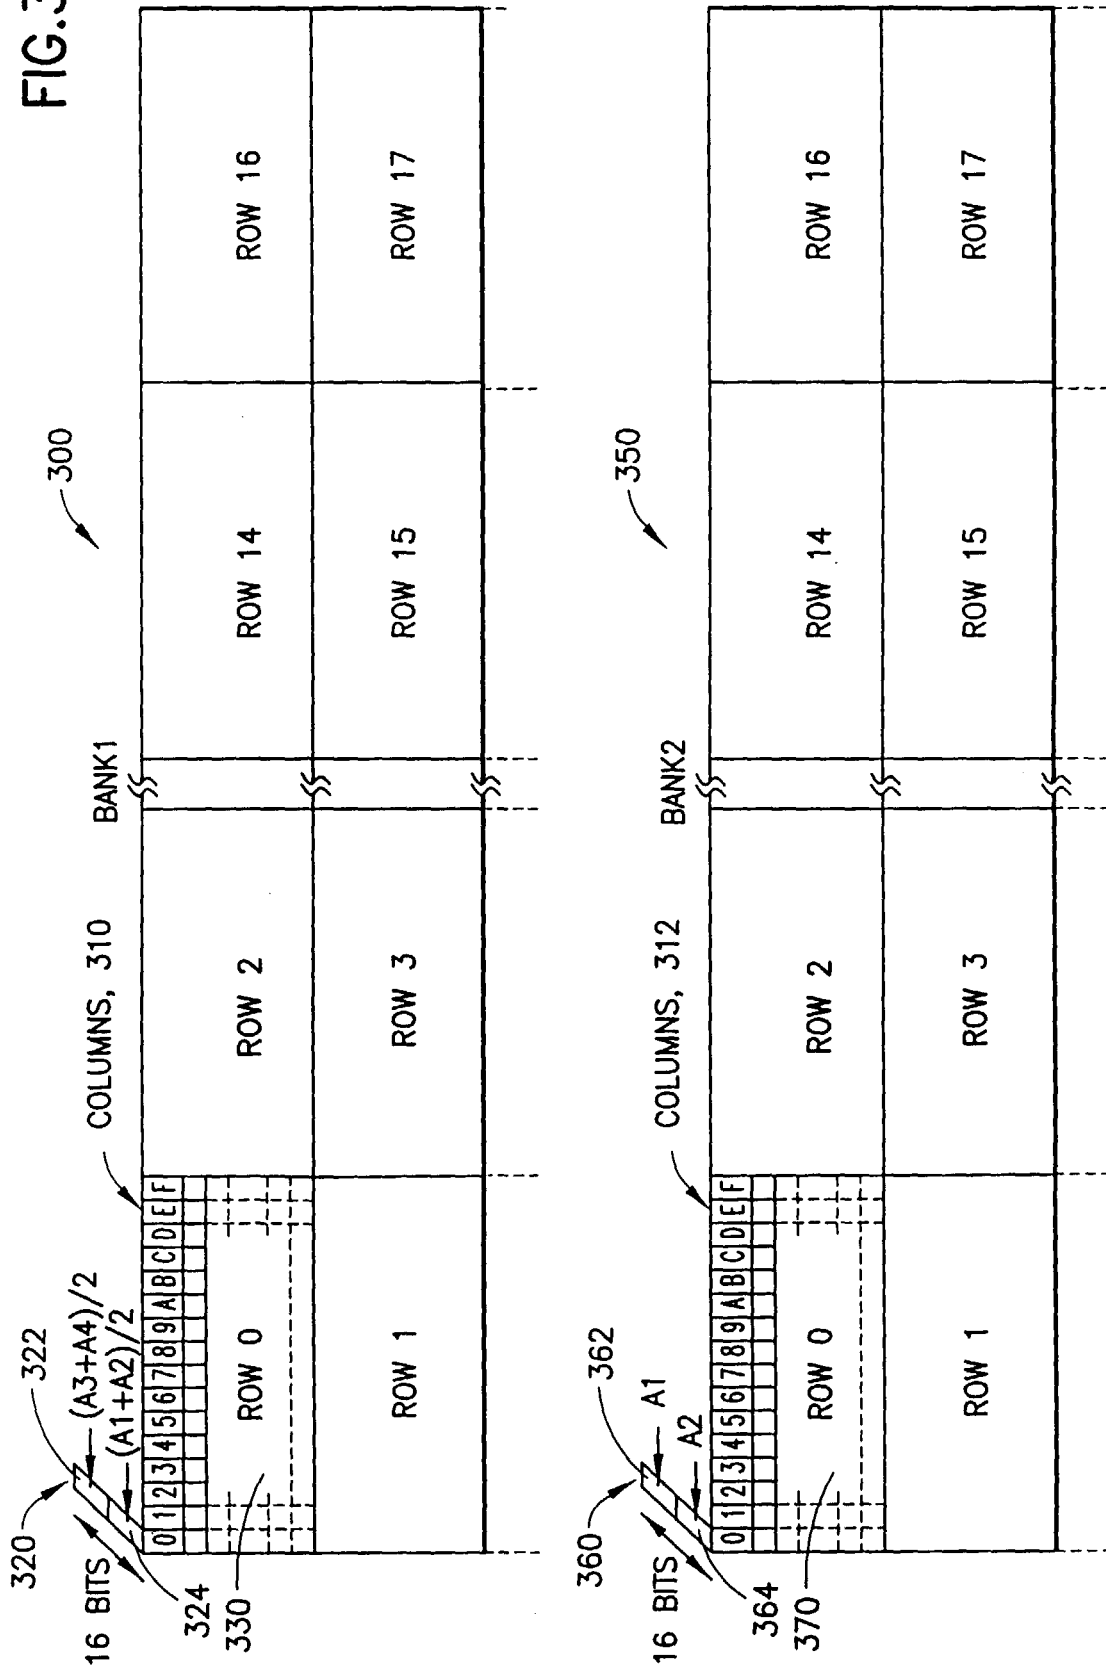 FIG.3
300
BANK1
COLUMNS, 310
320
322
(A3+A4)/2
(A1+A2)/2
16 BITS
324
330
0 1 2 3 4 5 6 7 8 9 A B C D E F
ROW 0
ROW 2
ROW 14
ROW 16
ROW 1
ROW 3
ROW 15
ROW 17
350
BANK2
COLUMNS, 312
360
362
A1
A2
16 BITS
364
370
0 1 2 3 4 5 6 7 8 9 A B C D E F
ROW 0
ROW 2
ROW 14
ROW 16
ROW 1
ROW 3
ROW 15
ROW 17